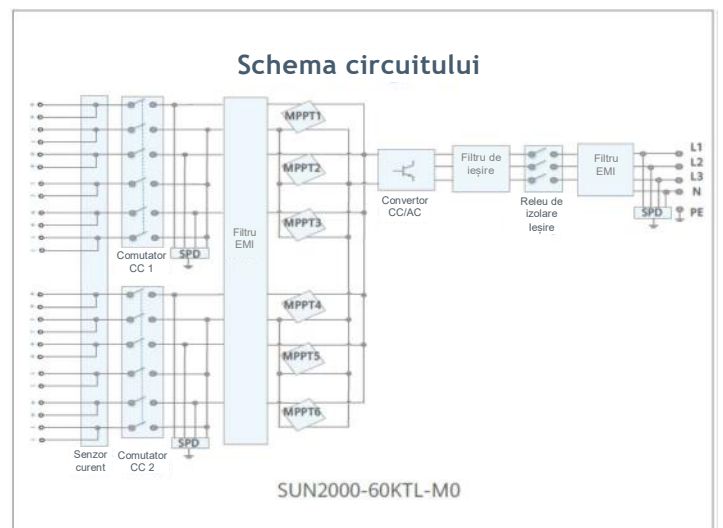 Schema circuitului
MPPT1
MPPT2
MPPT3
MPPT4
MPPT5
MPPT6
Filtru
EMI
Comutator
CC 1
SPD
Senzor
curent
Comutator
CC 2
SPD
Convertor
CC/AC
Filtru de
ieșire
Releu de
izolare
Ieșire
Filtru
EMI
L1
L2
L3
N
PE
SPD
SUN2000-60KTL-M0